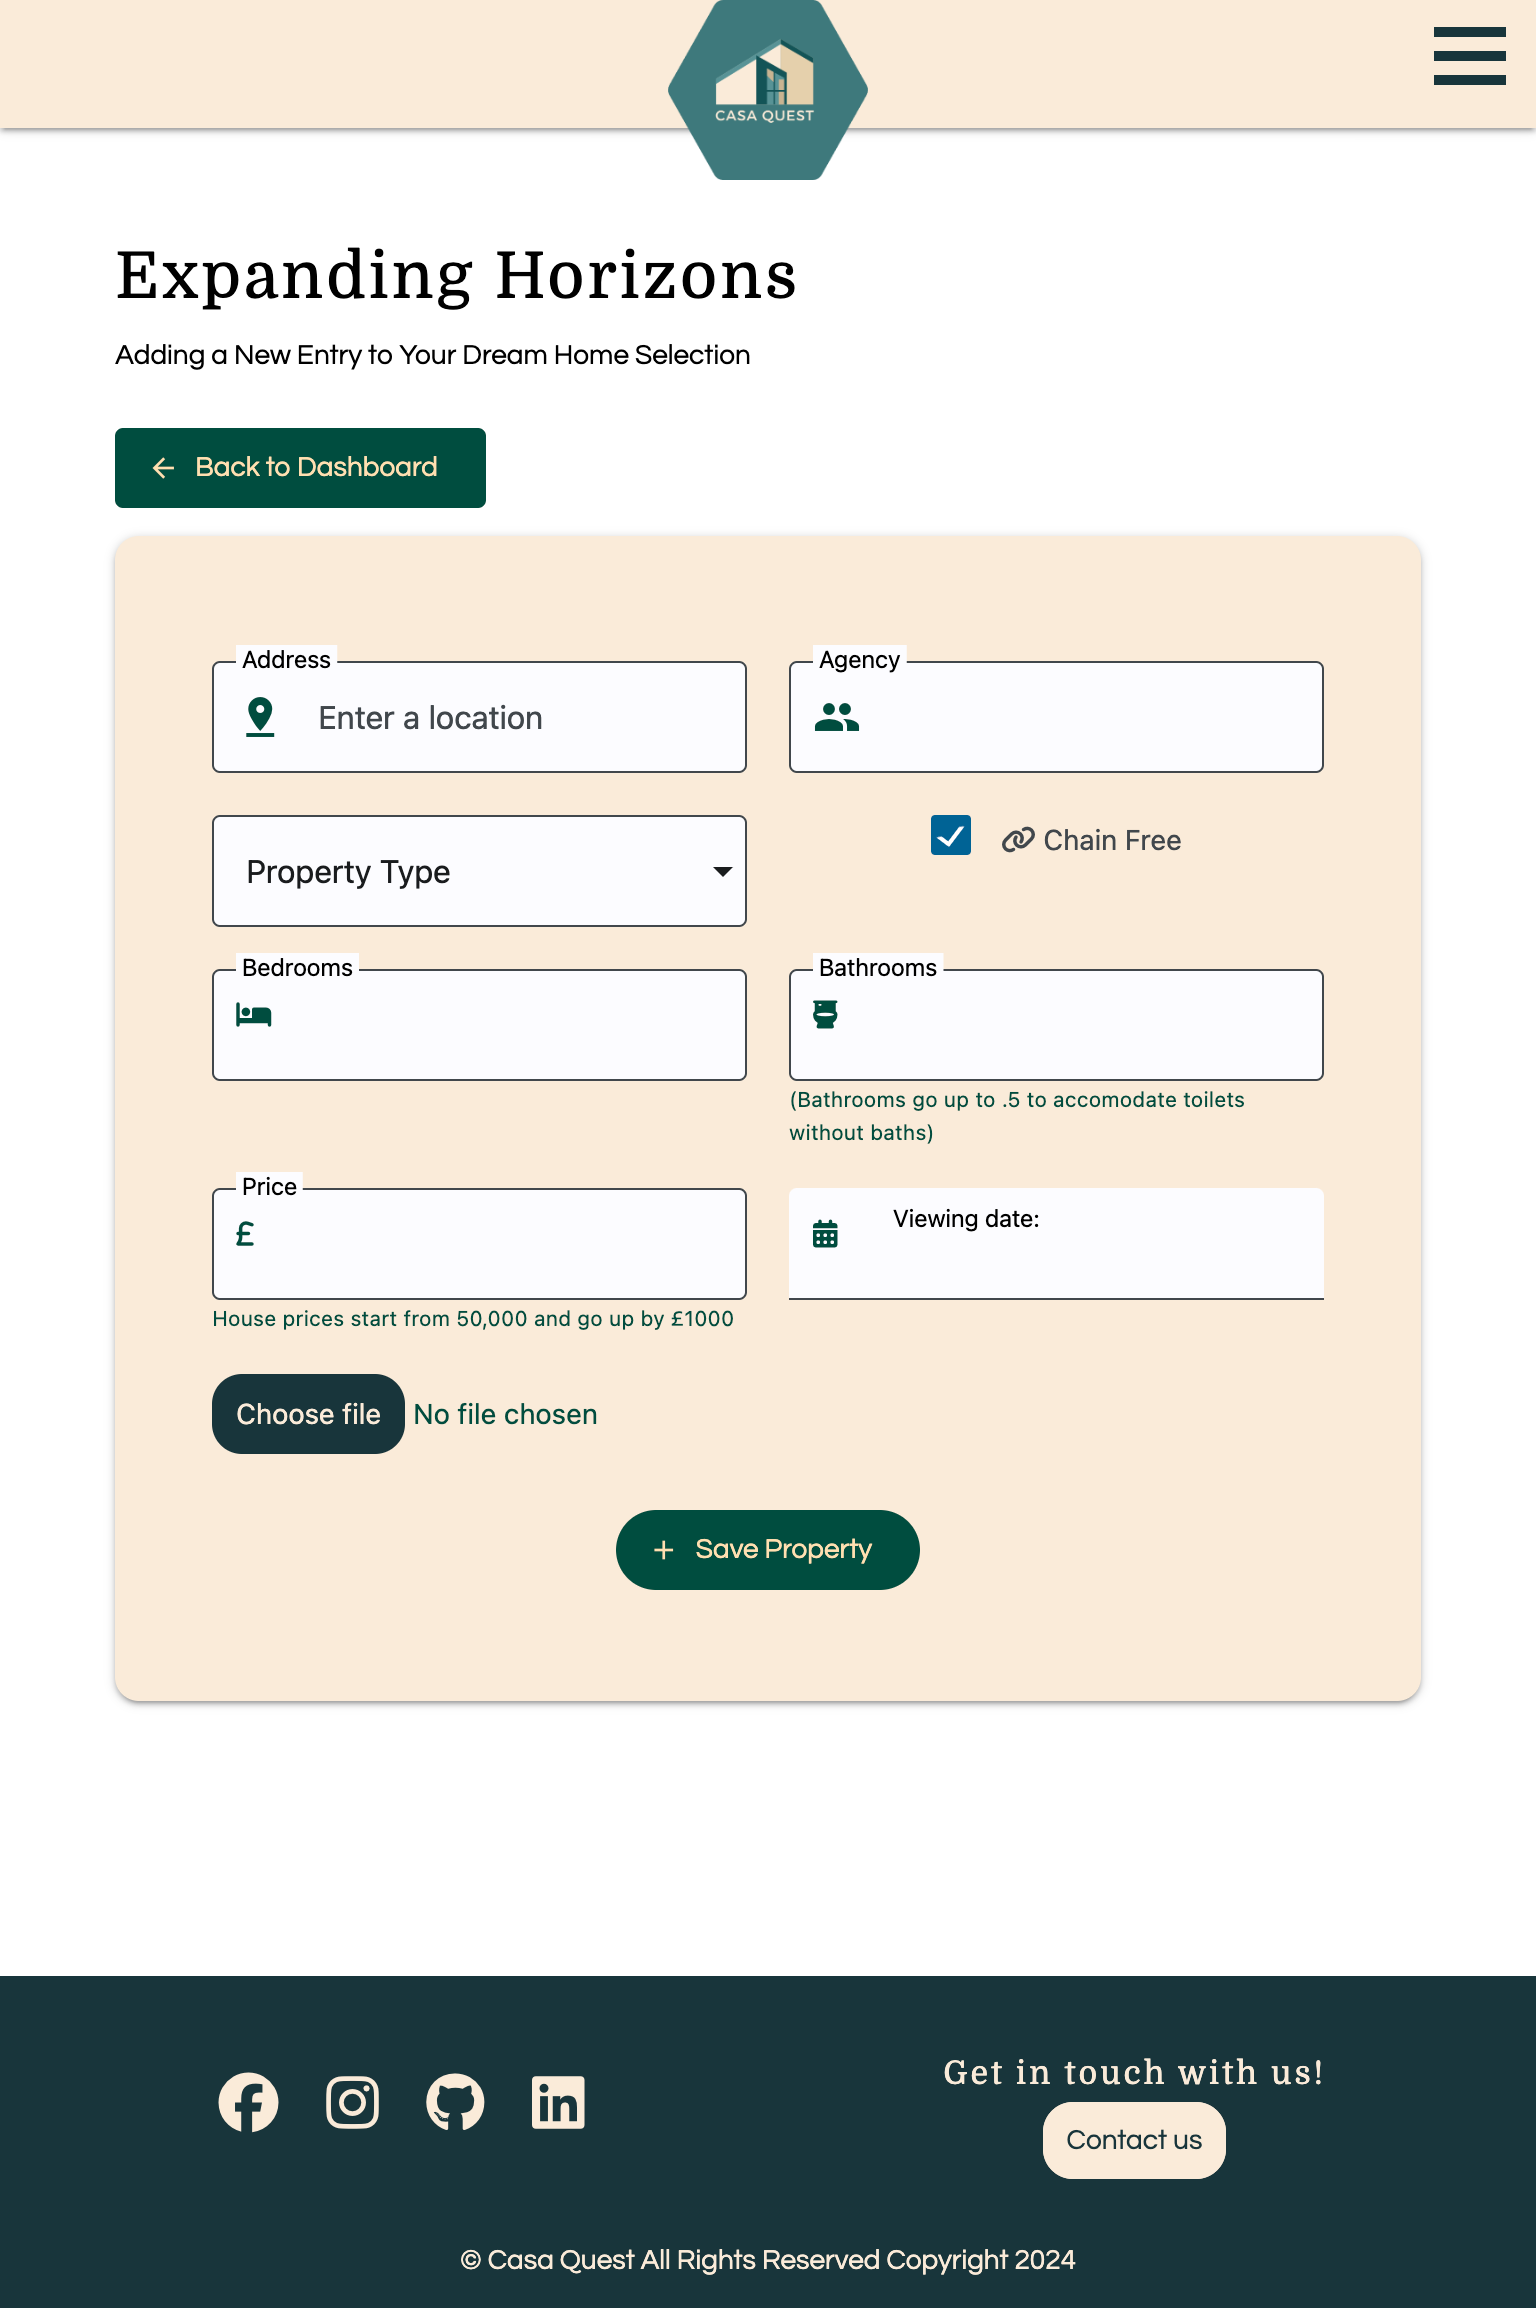 CASA QUEST
Expanding Horizons
Adding a New Entry to Your Dream Home Selection
Back to Dashboard
Address
Enter a location
Agency
Property Type
Chain Free
Bedrooms
Bathrooms
(Bathrooms go up to .5 to accomodate toilets
without baths)
Price
£
House prices start from 50,000 and go up by £1000
Viewing date:
Choose file No file chosen
+ Save Property
Get in touch with us!
Contact us
© Casa Quest All Rights Reserved Copyright 2024